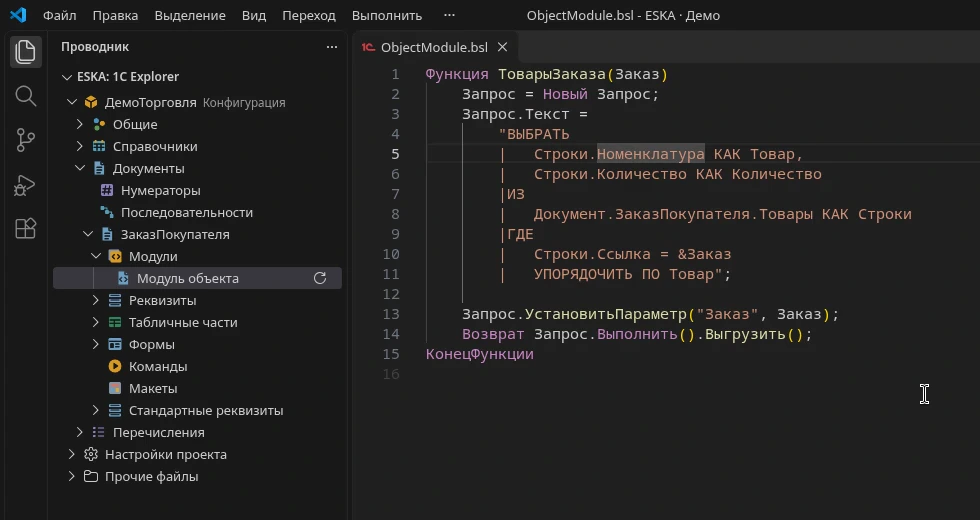 Файл Правка Выделение Вид Переход Выполнить ··· ObjectModule.bsl - ESKA · Демо
Проводник ···
ESKA: 1C Explorer
ДемоТорговля Конфигурация
Общие
Справочники
Документы
Нумераторы
Последовательности
ЗаказПокупателя
Модули
Модуль объекта
Реквизиты
Табличные части
Формы
Команды
Макеты
Стандартные реквизиты
Перечисления
Настройки проекта
Прочие файлы
1C ObjectModule.bsl
1 Функция ТоварыЗаказа(Заказ)
2 Запрос = Новый Запрос;
3 Запрос.Текст =
4 "ВЫБРАТЬ
5 | Строки.Номенклатура КАК Товар,
6 | Строки.Количество КАК Количество
7 |ИЗ
8 | Документ.ЗаказПокупателя.Товары КАК Строки
9 |ГДЕ
10 | Строки.Ссылка = &Заказ
11 | УПОРЯДОЧИТЬ ПО Товар";
12
13 Запрос.УстановитьПараметр("Заказ", Заказ);
14 Возврат Запрос.Выполнить().Выгрузить();
15 КонецФункции
16